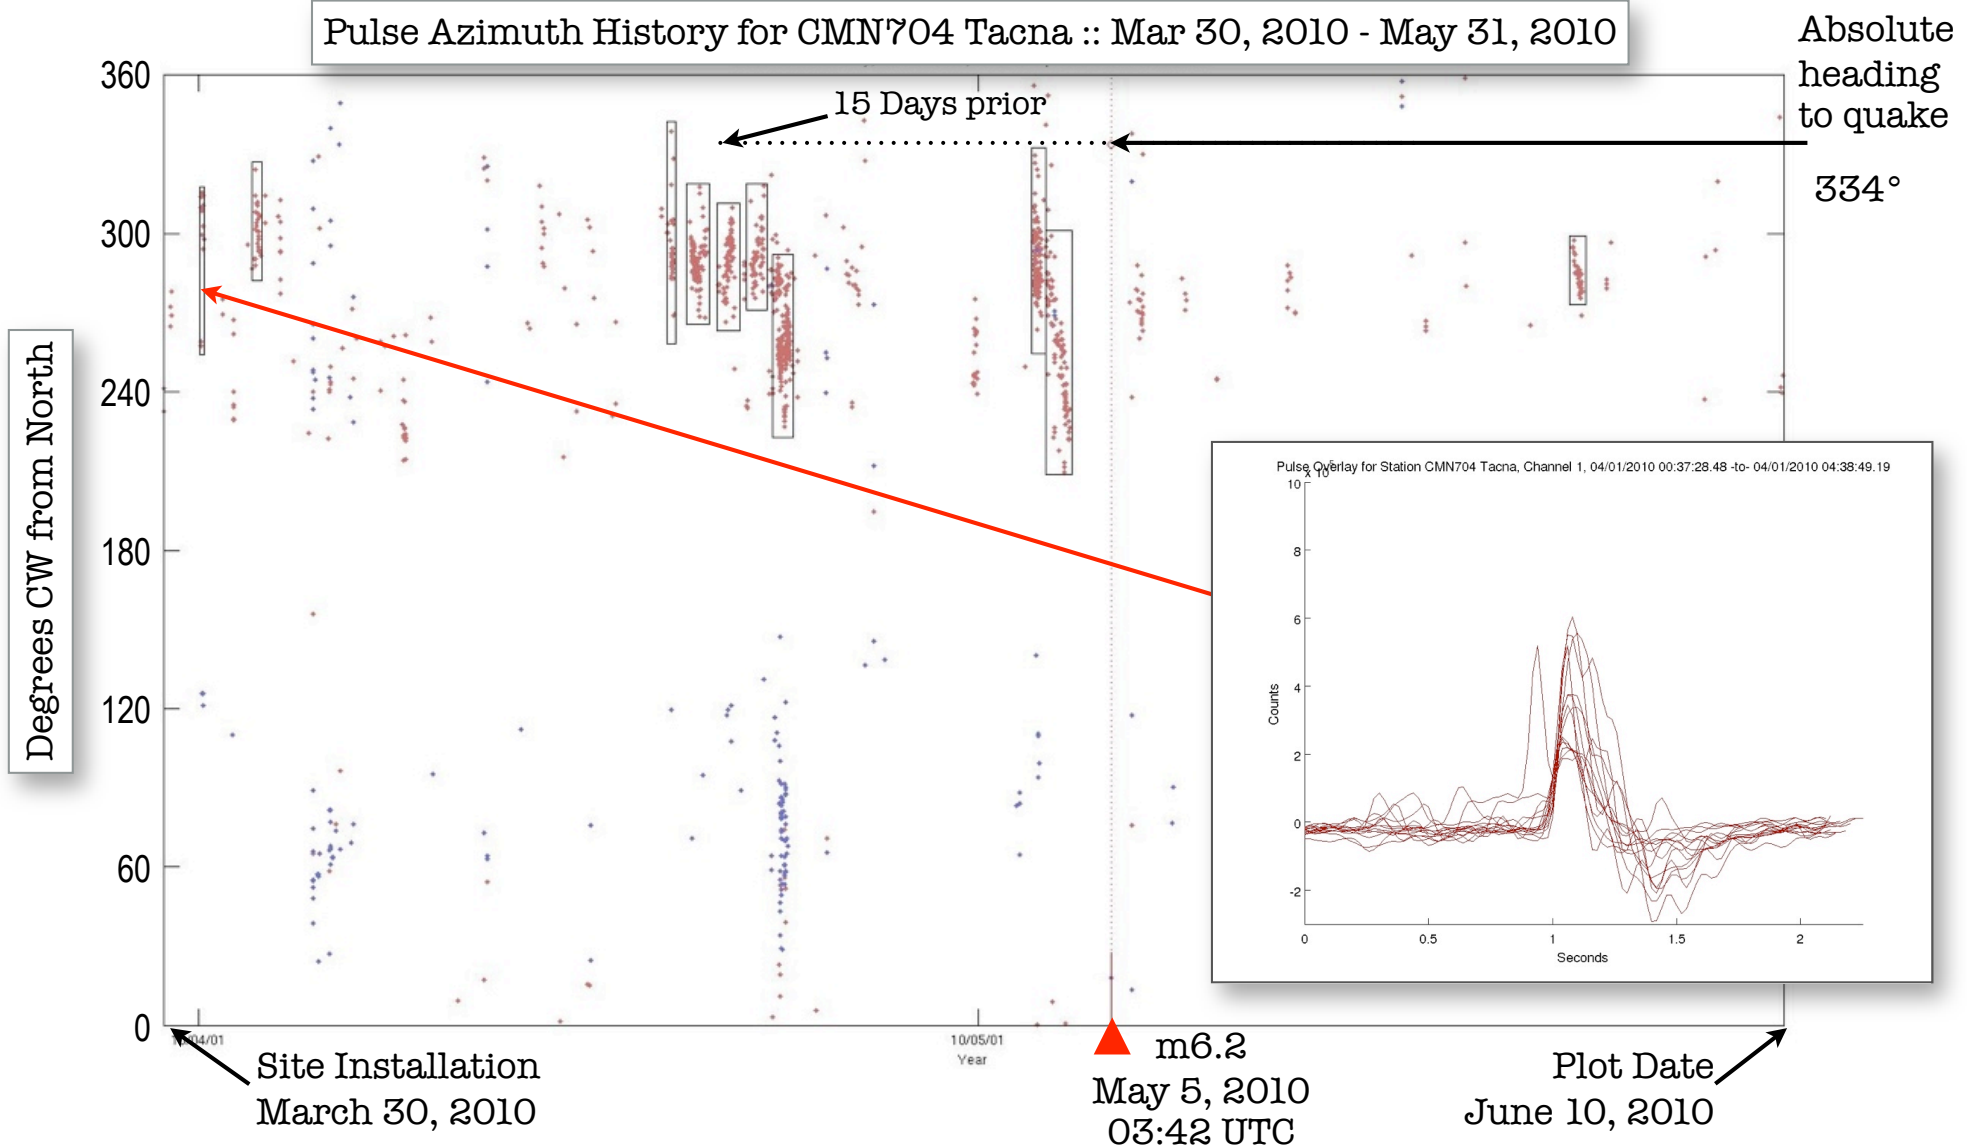 Pulse Azimuth History for CMN704 Tacna :: Mar 30, 2010 - May 31, 2010
Absolute
heading
to quake
334°
15 Days prior
Degrees CW from North
360
300
240
180
120
60
0
10/05/01
Year
Site Installation
March 30, 2010
m6.2
May 5, 2010
03:42 UTC
Plot Date
June 10, 2010
Pulse Overlay for Station CMN704 Tacna, Channel 1, 04/01/2010 00:37:28.48 -to- 04/01/2010 04:38:49.19
x 10
10
8
6
4
2
0
-2
Counts
0
0.5
1
1.5
2
Seconds